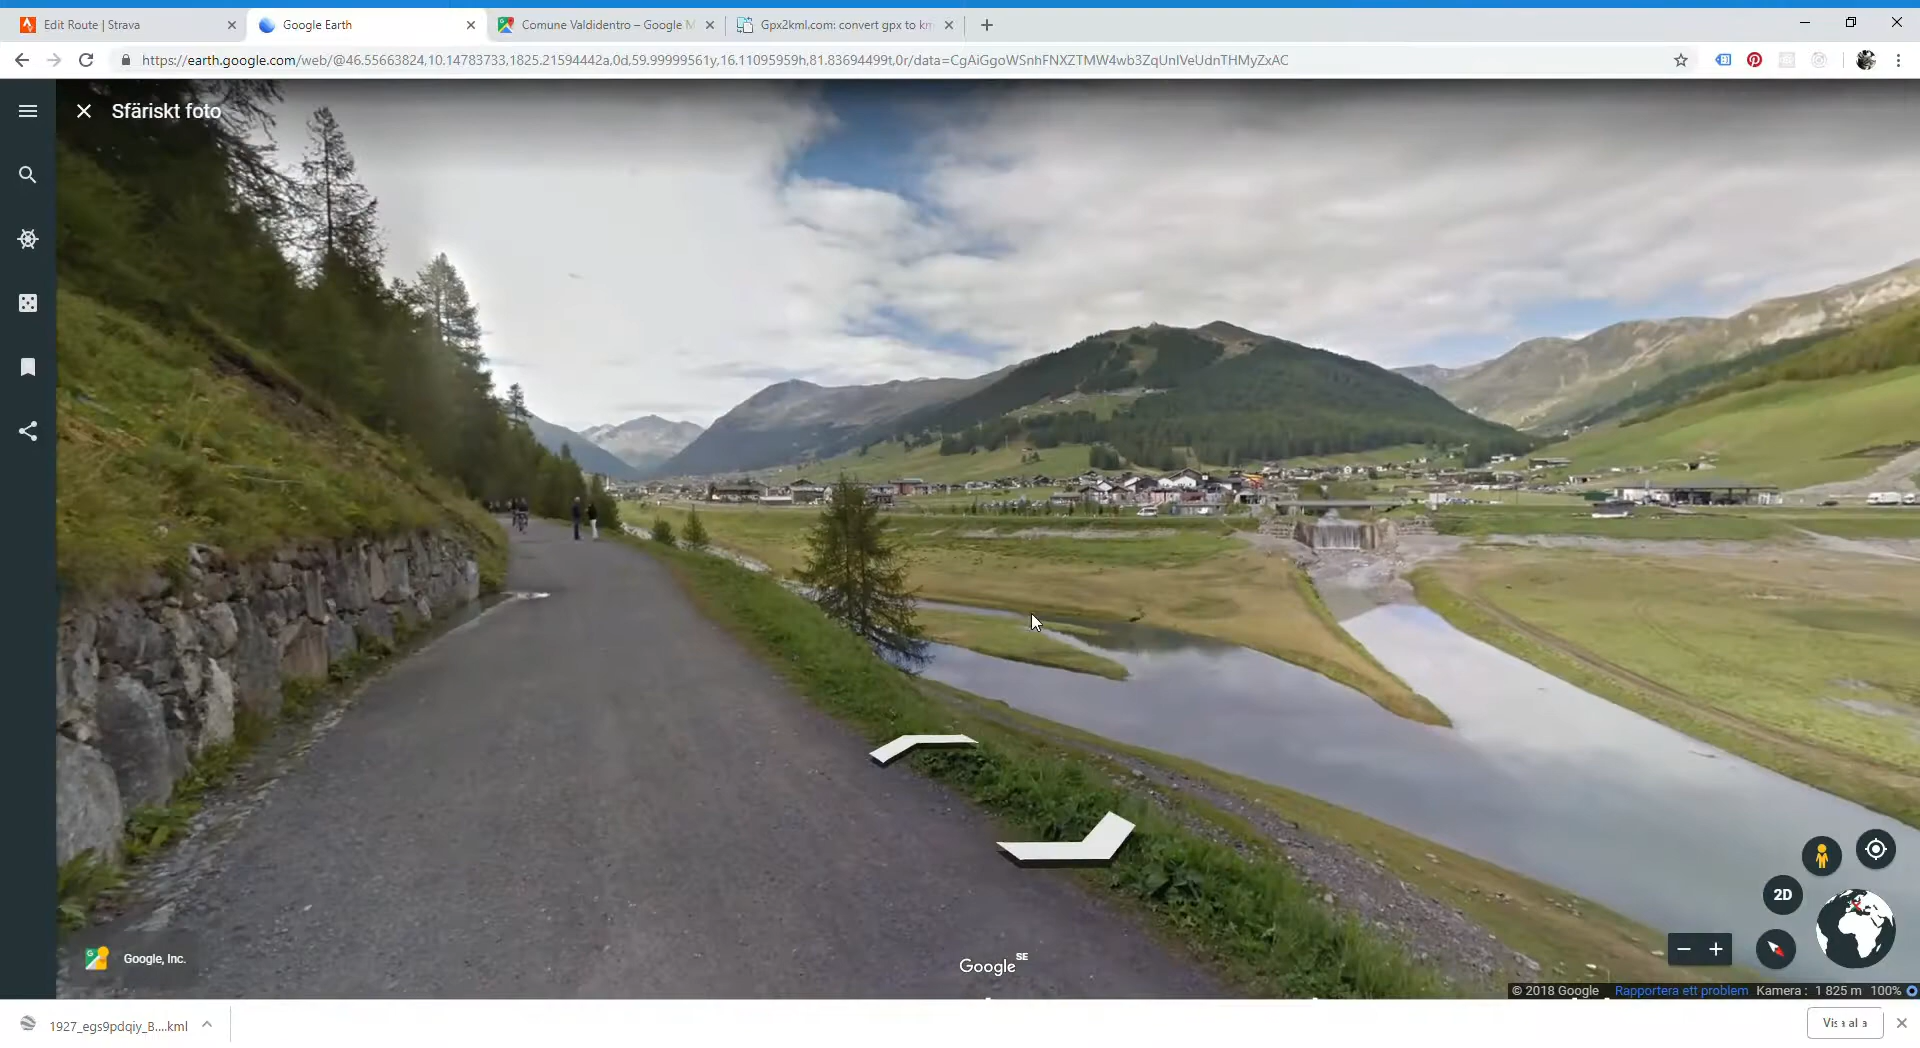 Edit Route | Strava
Google Earth
Comune Valdidentro – Google M
Gpx2kml.com: convert gpx to km
https://earth.google.com/web/@46.55663824,10.14783733,1825.21594442a,0d,59.99999561y,16.11095959h,81.83694499t,0r/data=CgAiGgoWSnhFNXZTMW4wb3ZqUnlVeUdnTHMyZxAC
Sfäriskt foto
2D
Google, Inc.
Google SE
© 2018 Google Rapportera ett problem Kamera : 1 825 m 100%
1927_egs9pdqiy_B....kml